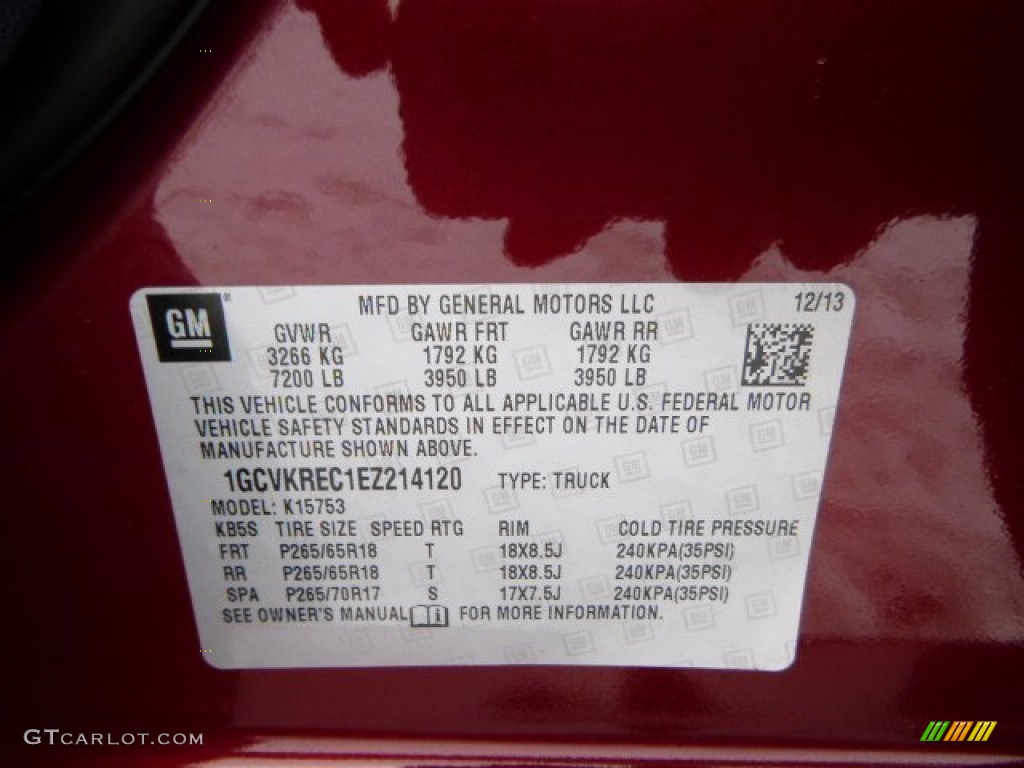 GM ® MFD BY GENERAL MOTORS LLC 12/13
GVWR GAWR FRT GAWR RR
3266 KG 1792 KG 1792 KG
7200 LB 3950 LB 3950 LB
THIS VEHICLE CONFORMS TO ALL APPLICABLE U.S. FEDERAL MOTOR
VEHICLE SAFETY STANDARDS IN EFFECT ON THE DATE OF
MANUFACTURE SHOWN ABOVE.
1GCVKREC1EZ214120 TYPE: TRUCK
MODEL: K15753
KB5S TIRE SIZE SPEED RTG RIM COLD TIRE PRESSURE
FRT P265/65R18 T 18X8.5J 240KPA(35PSI)
RR P265/65R18 T 18X8.5J 240KPA(35PSI)
SPA P265/70R17 S 17X7.5J 240KPA(35PSI)
SEE OWNER'S MANUAL i FOR MORE INFORMATION.
GTCARLOT.COM